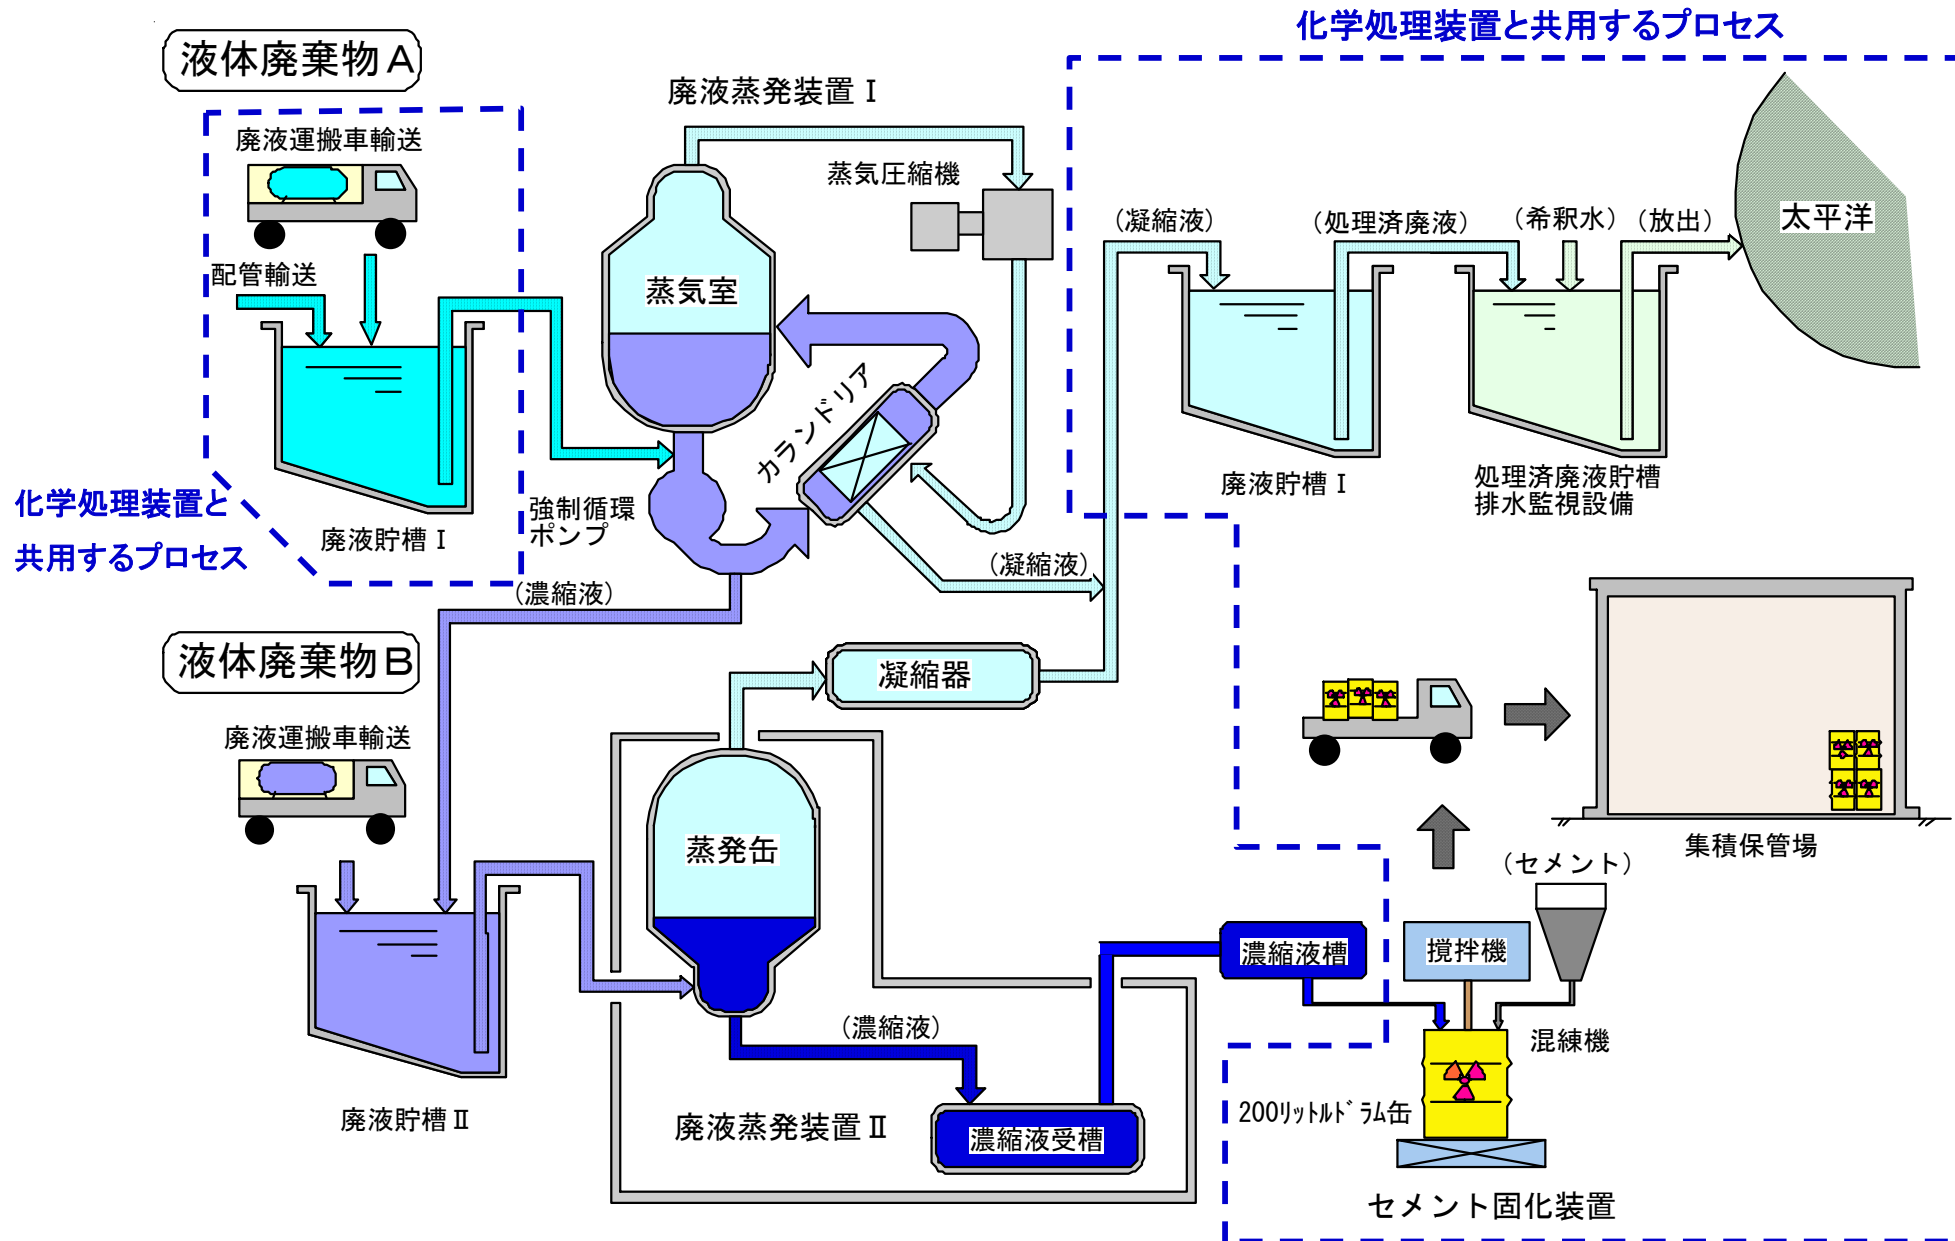 化学処理装置と共用するプロセス
液体廃棄物A
廃液運搬車輸送
配管輸送
廃液貯槽Ⅰ
化学処理装置と
共用するプロセス
廃液蒸発装置Ⅰ
蒸気圧縮機
蒸気室
カランドリア
強制循環
ポンプ
(濃縮液)
(凝縮液)
(凝縮液)
(処理済廃液)
(希釈水)
(放出)
太平洋
廃液貯槽Ⅰ
処理済廃液貯槽
排水監視設備
液体廃棄物B
廃液運搬車輸送
廃液貯槽Ⅱ
凝縮器
蒸発缶
(濃縮液)
廃液蒸発装置Ⅱ
濃縮液受槽
濃縮液槽
撹拌機
(セメント)
混練機
200リットルドラム缶
セメント固化装置
集積保管場